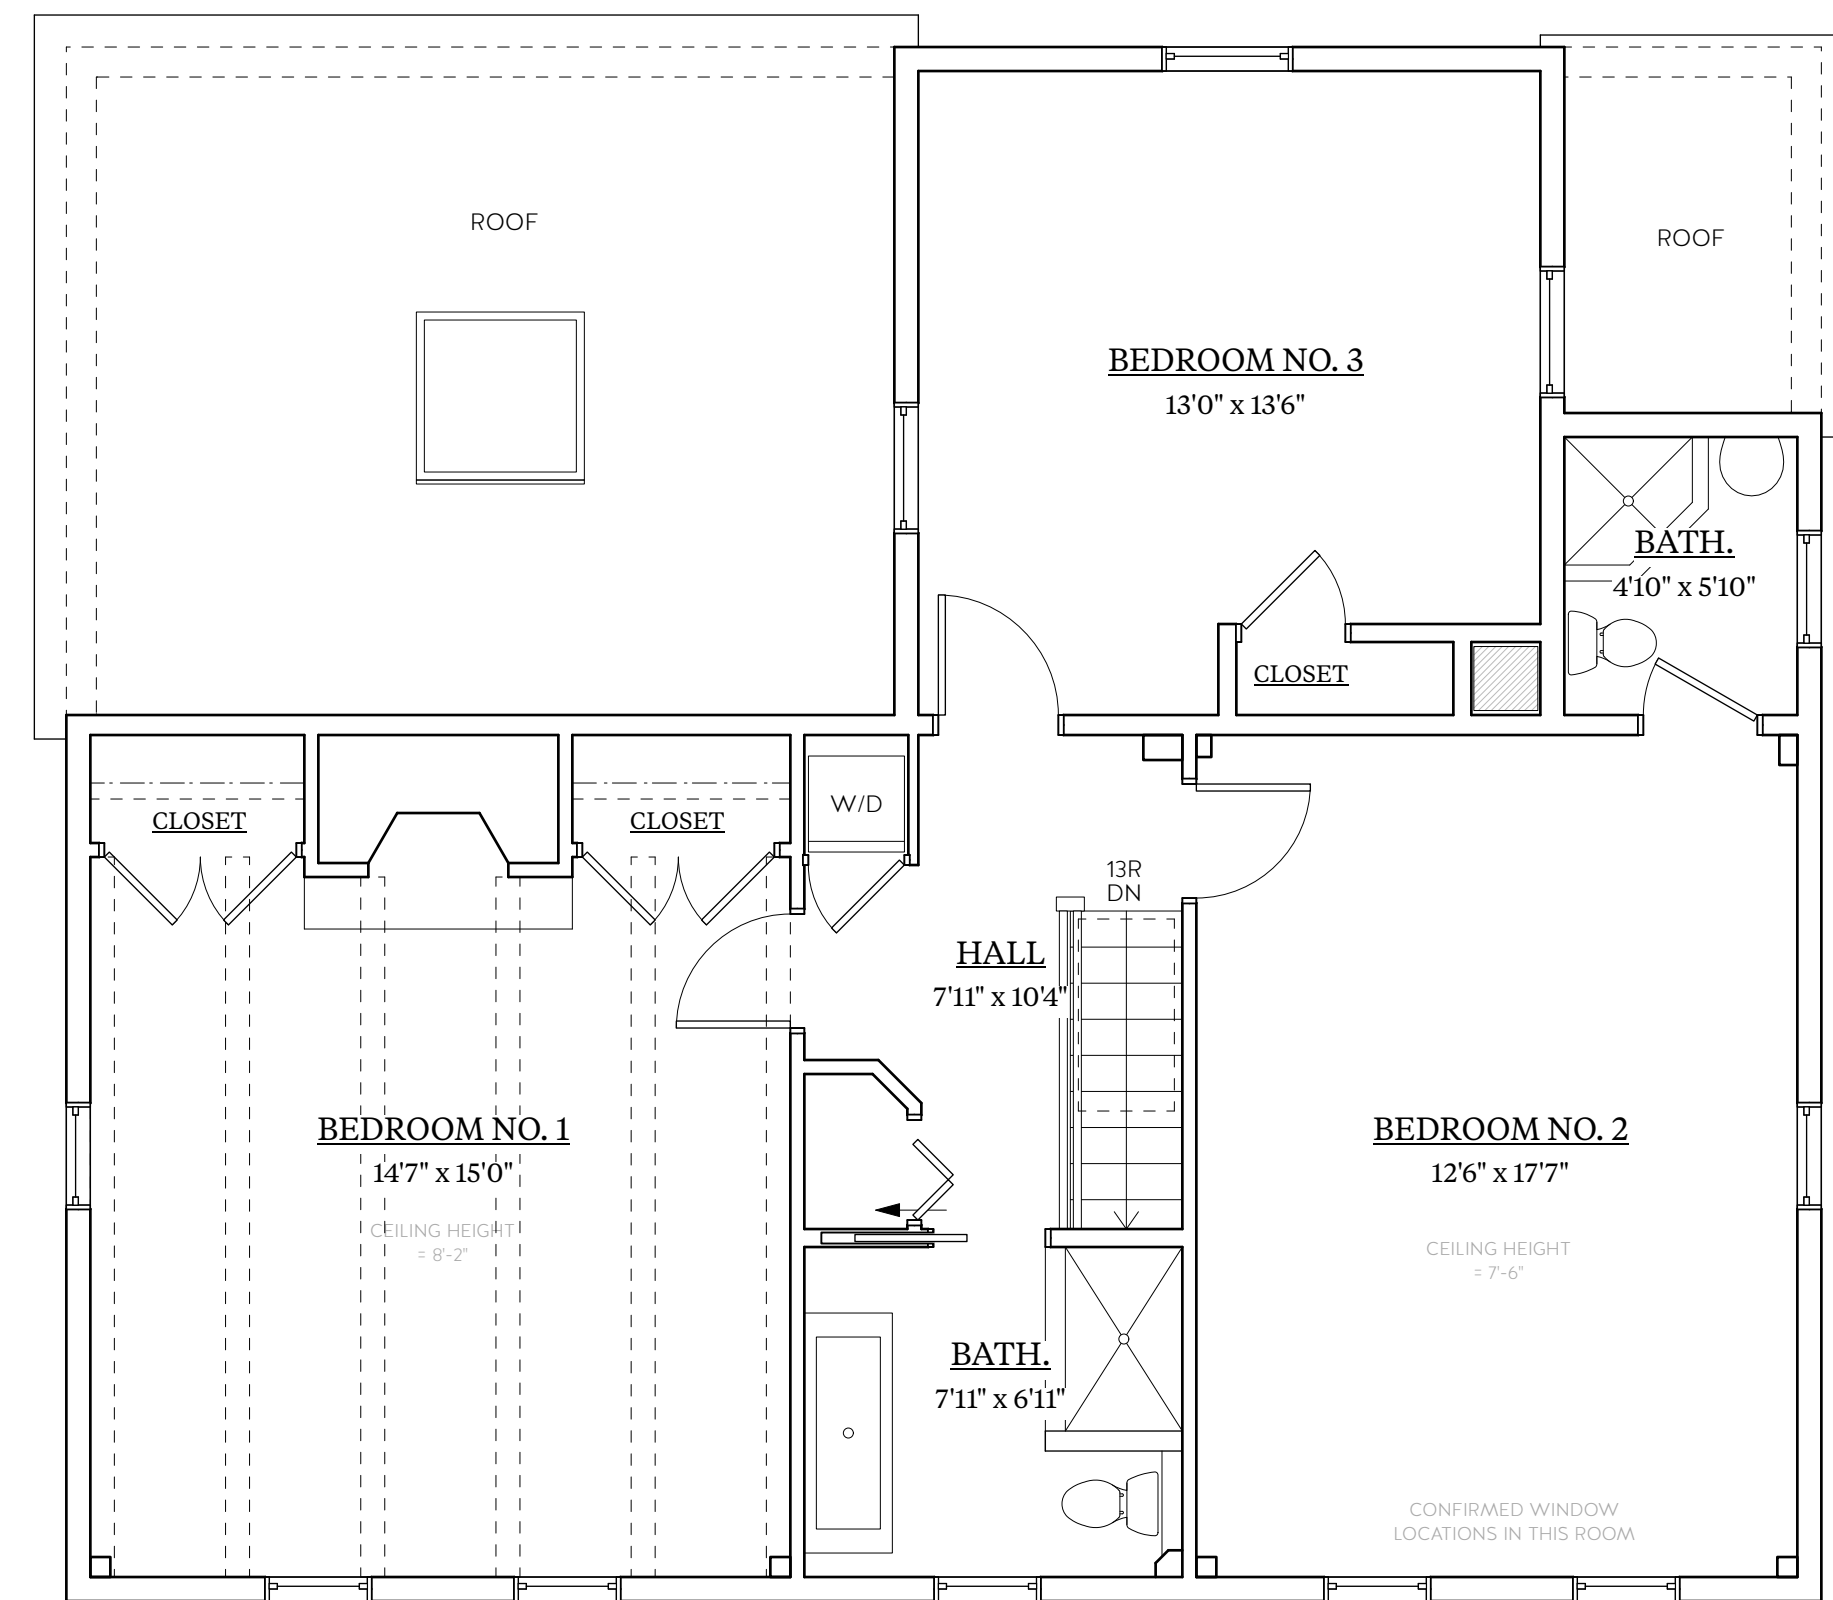 ROOF
ROOF
BEDROOM NO. 3
13'0" x 13'6"
BATH.
4'10" x 5'10"
CLOSET
CLOSET
CLOSET
W/D
13R
DN
HALL
7'11" x 10'4"
BEDROOM NO. 1
14'7" x 15'0"
CEILING HEIGHT
= 8'-2"
BEDROOM NO. 2
12'6" x 17'7"
CEILING HEIGHT
= 7'-6"
BATH.
7'11" x 6'11"
CONFIRMED WINDOW
LOCATIONS IN THIS ROOM